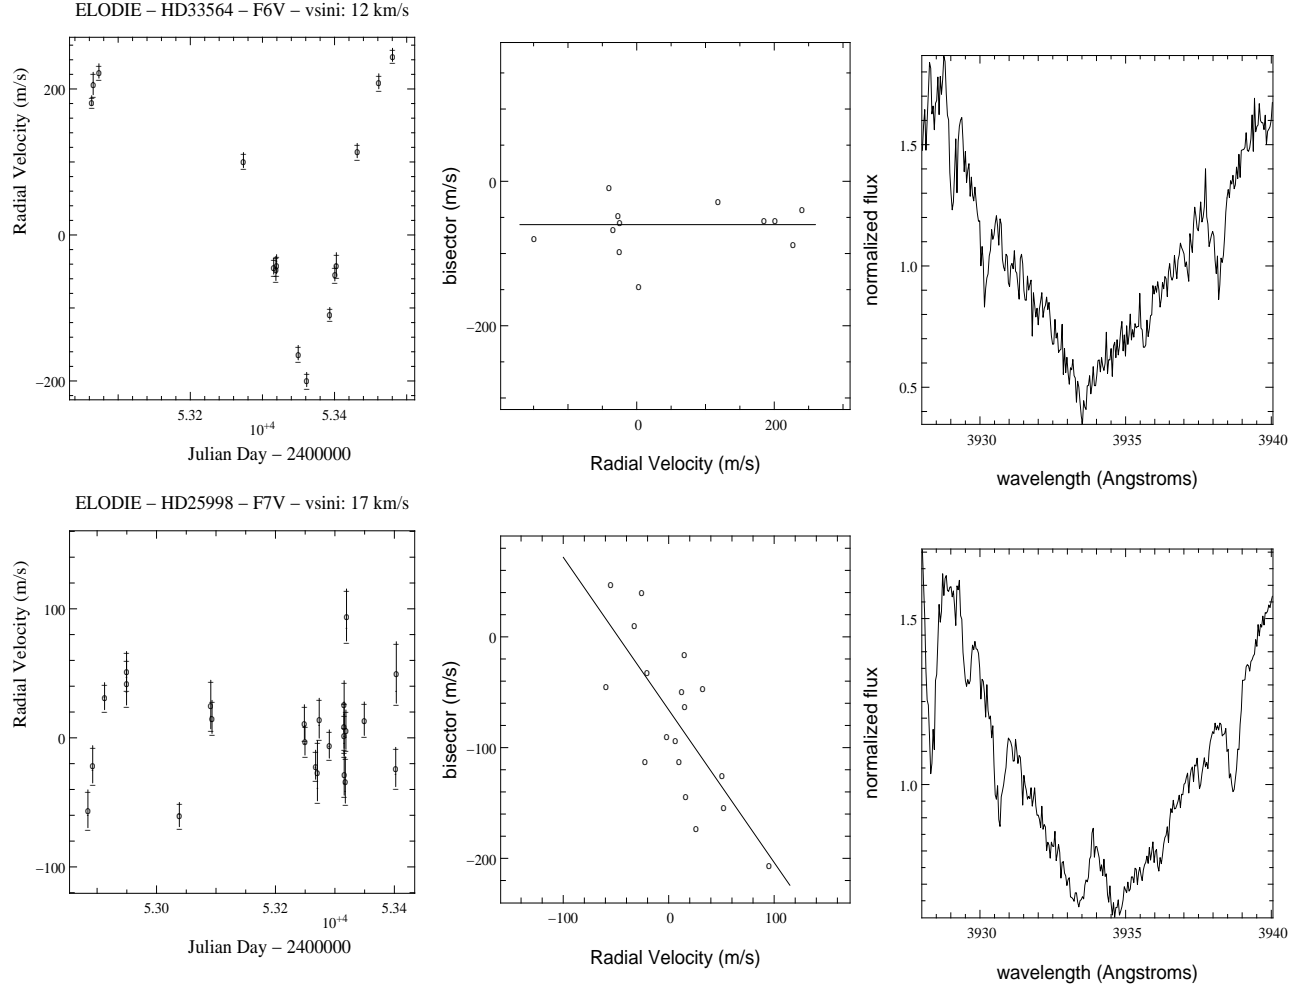 ELODIE – HD33564 – F6V – vsini: 12 km/s
Radial Velocity (m/s)
200
0
−200
5.32
5.34
10+4
Julian Day – 2400000
bisector (m/s)
0
−200
0
200
Radial Velocity (m/s)
normalized flux
1.5
1.0
0.5
3930
3935
3940
wavelength (Angstroms)
ELODIE – HD25998 – F7V – vsini: 17 km/s
Radial Velocity (m/s)
100
0
−100
5.30
5.32
5.34
10+4
Julian Day – 2400000
bisector (m/s)
0
−100
−200
−100
0
100
Radial Velocity (m/s)
normalized flux
1.5
1.0
3930
3935
3940
wavelength (Angstroms)